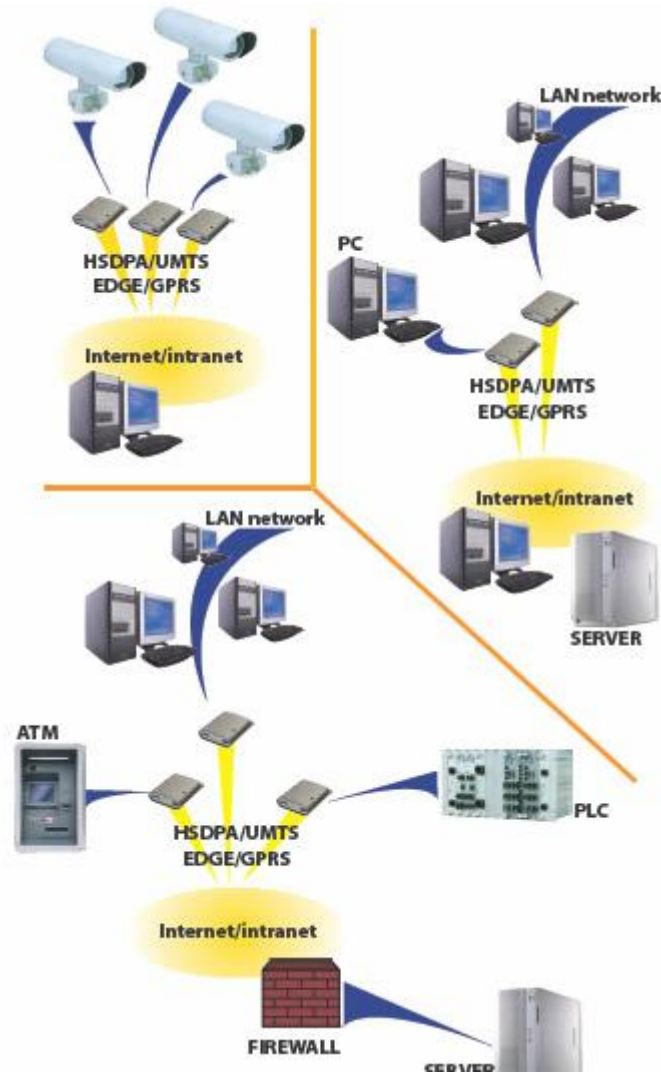 HSDPA/UMTS
EDGE/GPRS
Internet/intranet
LAN network
PC
HSDPA/UMTS
EDGE/GPRS
Internet/intranet
SERVER
LAN network
ATM
PLC
HSDPA/UMTS
EDGE/GPRS
Internet/intranet
FIREWALL
SERVER